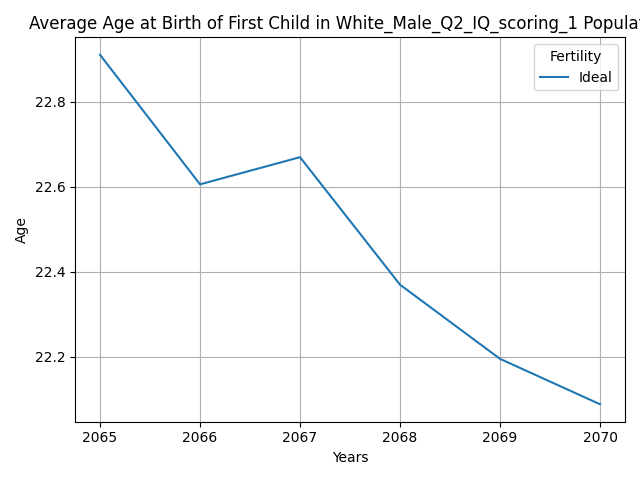 Average Age at Birth of First Child in White_Male_Q2_IQ_scoring_1 Popula
Fertility
Ideal
22.8
22.6
22.4
22.2
Age
2065 2066 2067 2068 2069 2070
Years